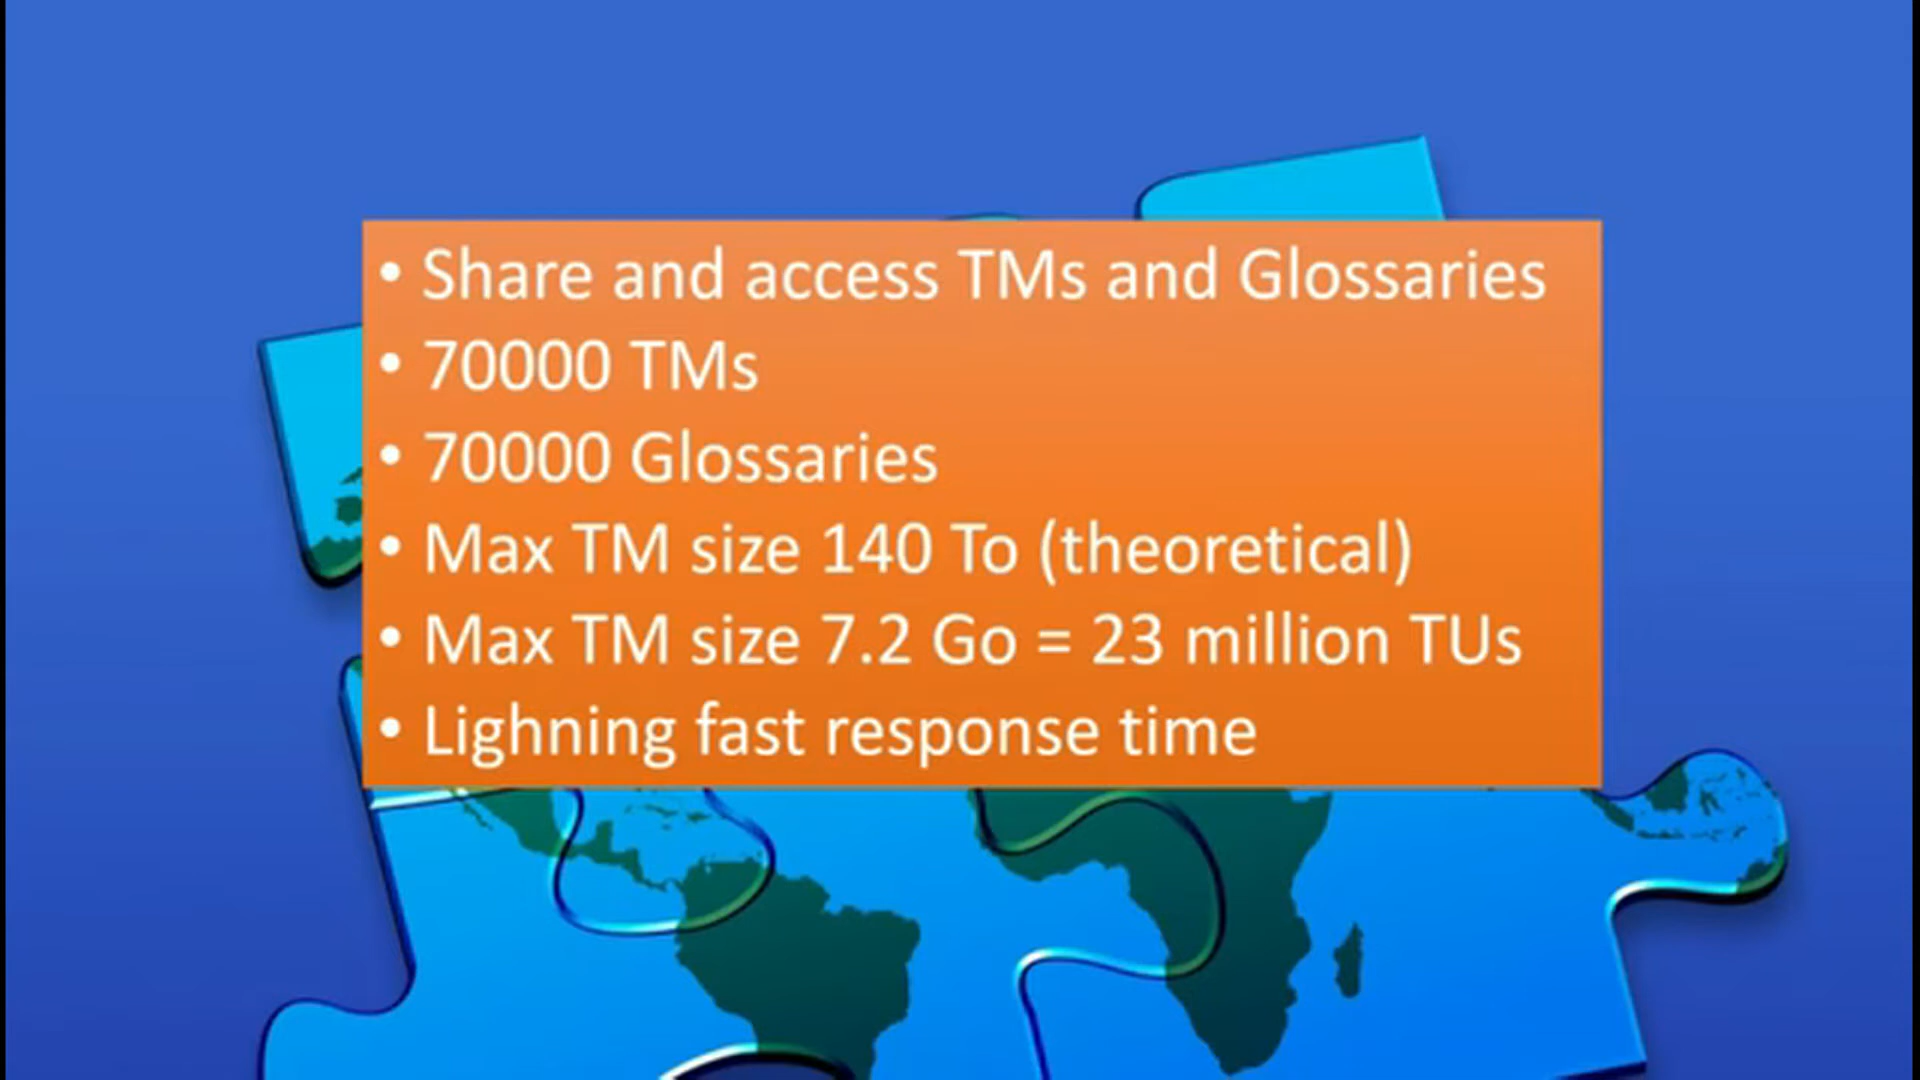 • Share and access TMs and Glossaries
• 70000 TMs
• 70000 Glossaries
• Max TM size 140 To (theoretical)
• Max TM size 7.2 Go = 23 million TUs
• Lighning fast response time